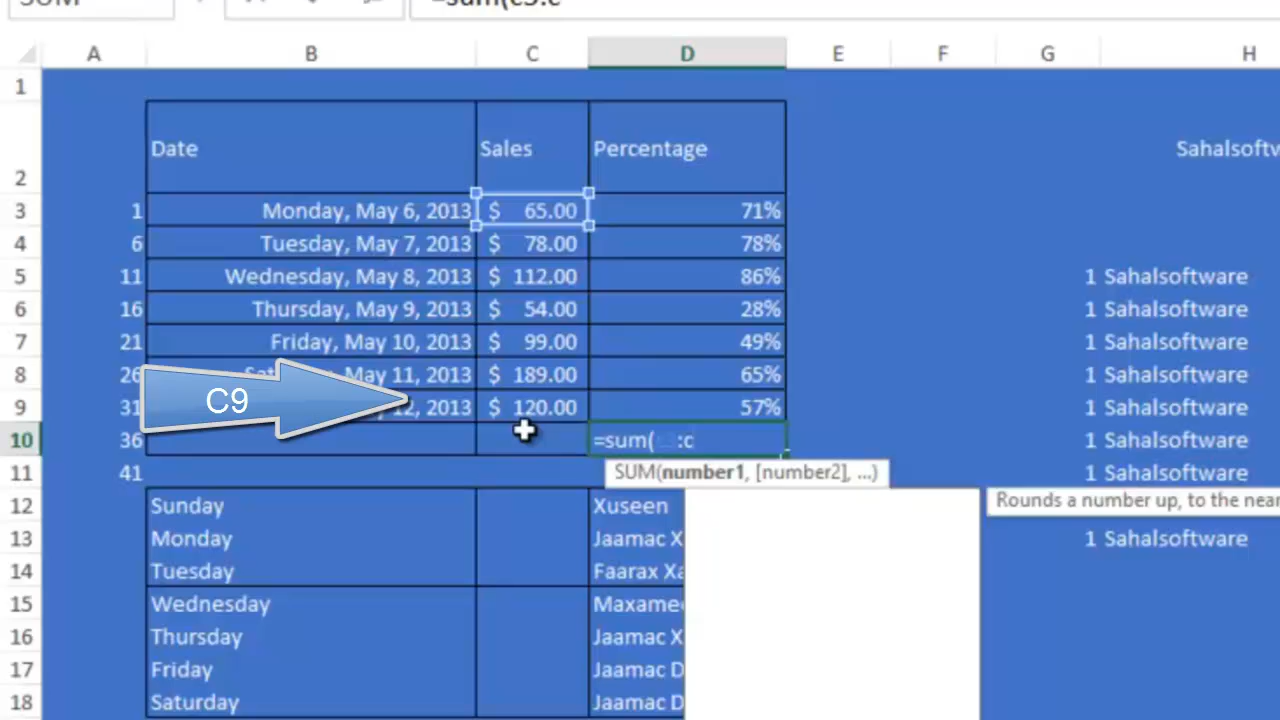 =sum(c3:c
A B C D E F G H
1
Date Sales Percentage Sahalsoftw
2
3 1 Monday, May 6, 2013 $ 65.00 71%
4 6 Tuesday, May 7, 2013 $ 78.00 78%
5 11 Wednesday, May 8, 2013 $ 112.00 86% 1 Sahalsoftware
6 16 Thursday, May 9, 2013 $ 54.00 28% 1 Sahalsoftware
7 21 Friday, May 10, 2013 $ 99.00 49% 1 Sahalsoftware
8 26 May 11, 2013 $ 189.00 65% 1 Sahalsoftware
9 31 C9 12, 2013 $ 120.00 57% 1 Sahalsoftware
10 36 =sum( :c 1 Sahalsoftware
11 41 SUM(number1, [number2], ...) 1 Sahalsoftware
12 Sunday Xuseen Rounds a number up, to the near
13 Monday Jaamac X 1 Sahalsoftware
14 Tuesday Faarax Xa
15 Wednesday Maxame
16 Thursday Jaamac X
17 Friday Jaamac D
18 Saturday Jaamac D